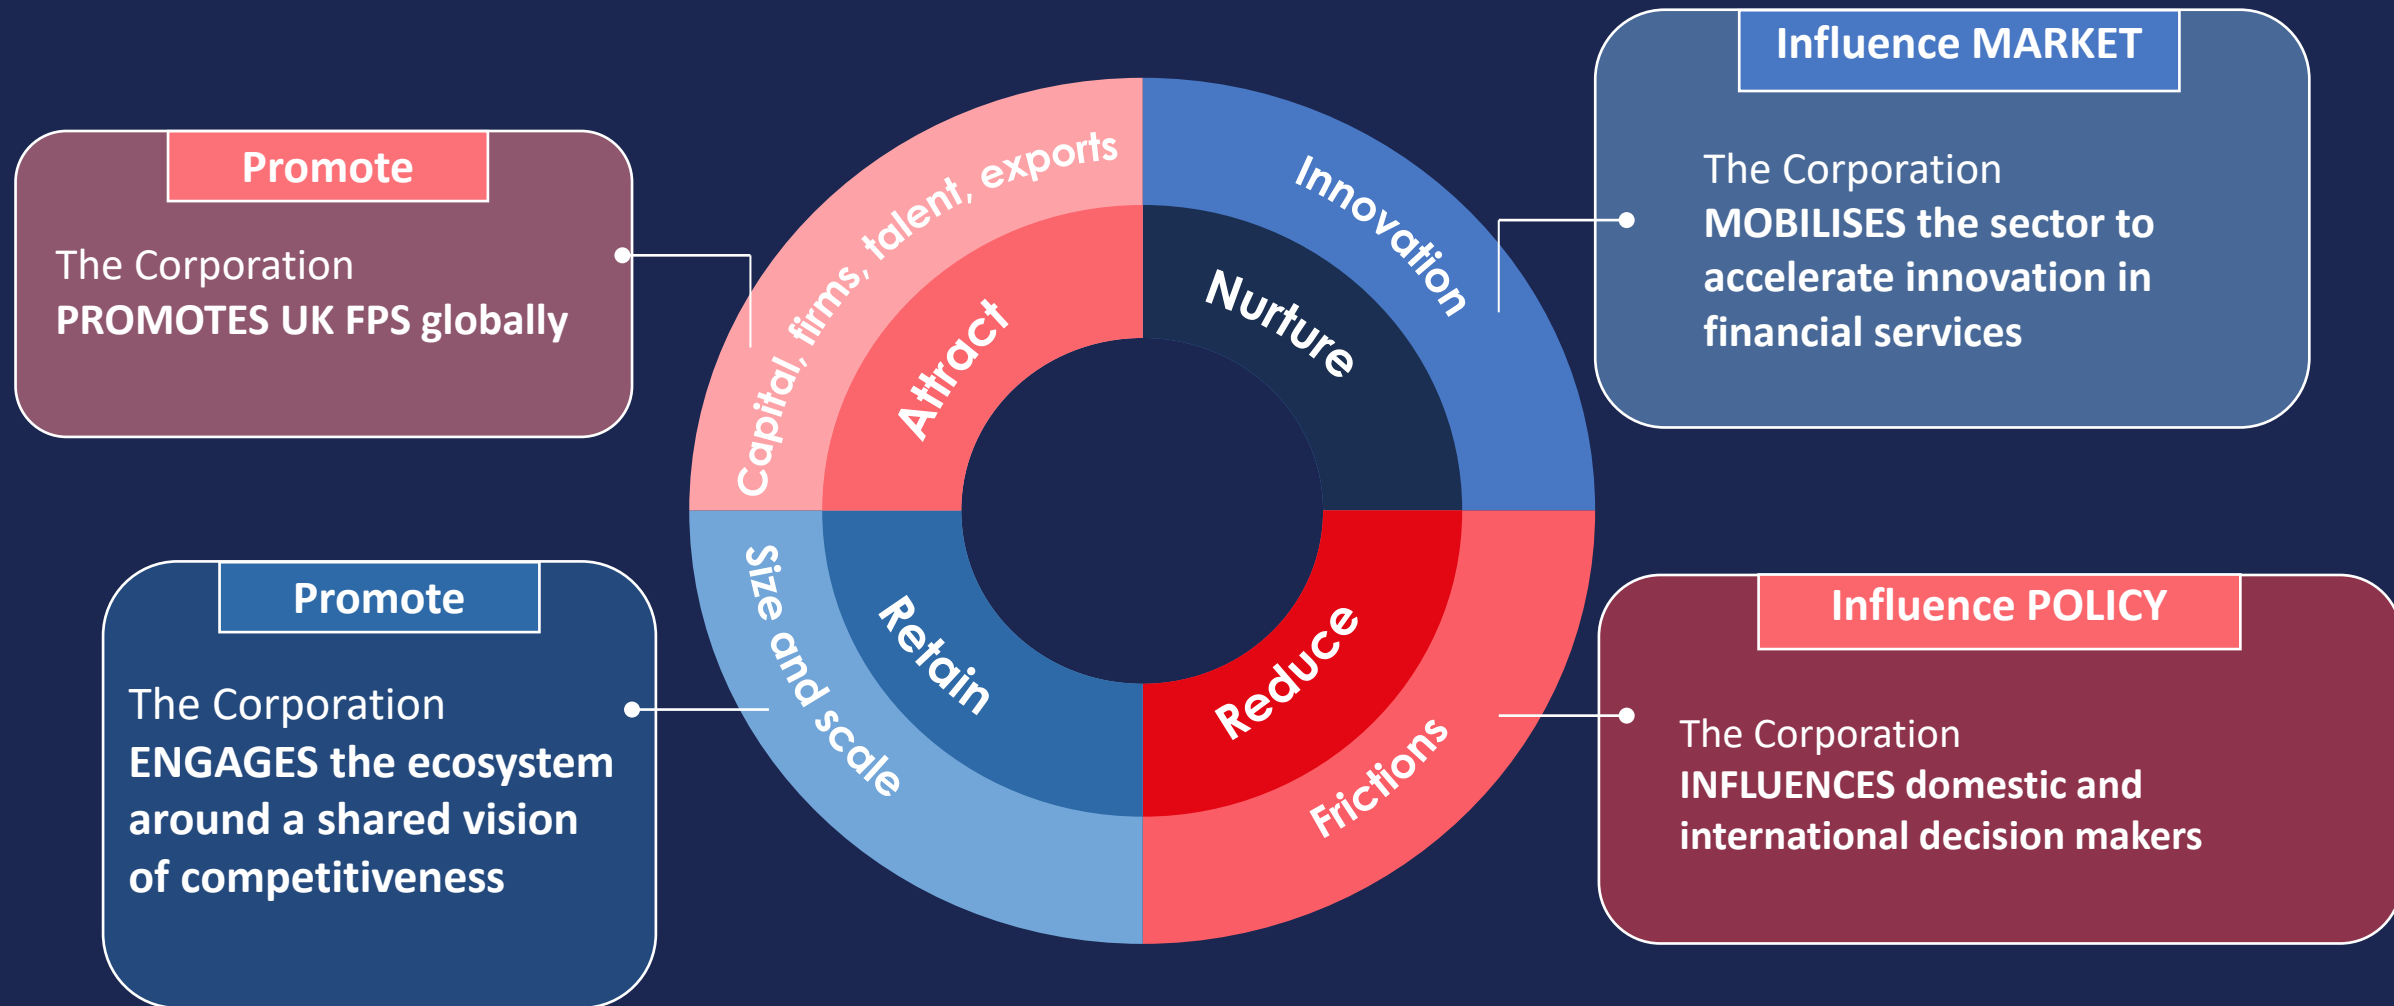 Promote
The Corporation
PROMOTES UK FPS globally
Influence MARKET
The Corporation
MOBILISES the sector to
accelerate innovation in
financial services
Capital, firms, talent, exports
Attract
Innovation
Nurture
Promote
The Corporation
ENGAGES the ecosystem
around a shared vision
of competitiveness
Size and scale
Retain
Reduce
Frictions
Influence POLICY
The Corporation
INFLUENCES domestic and
international decision makers